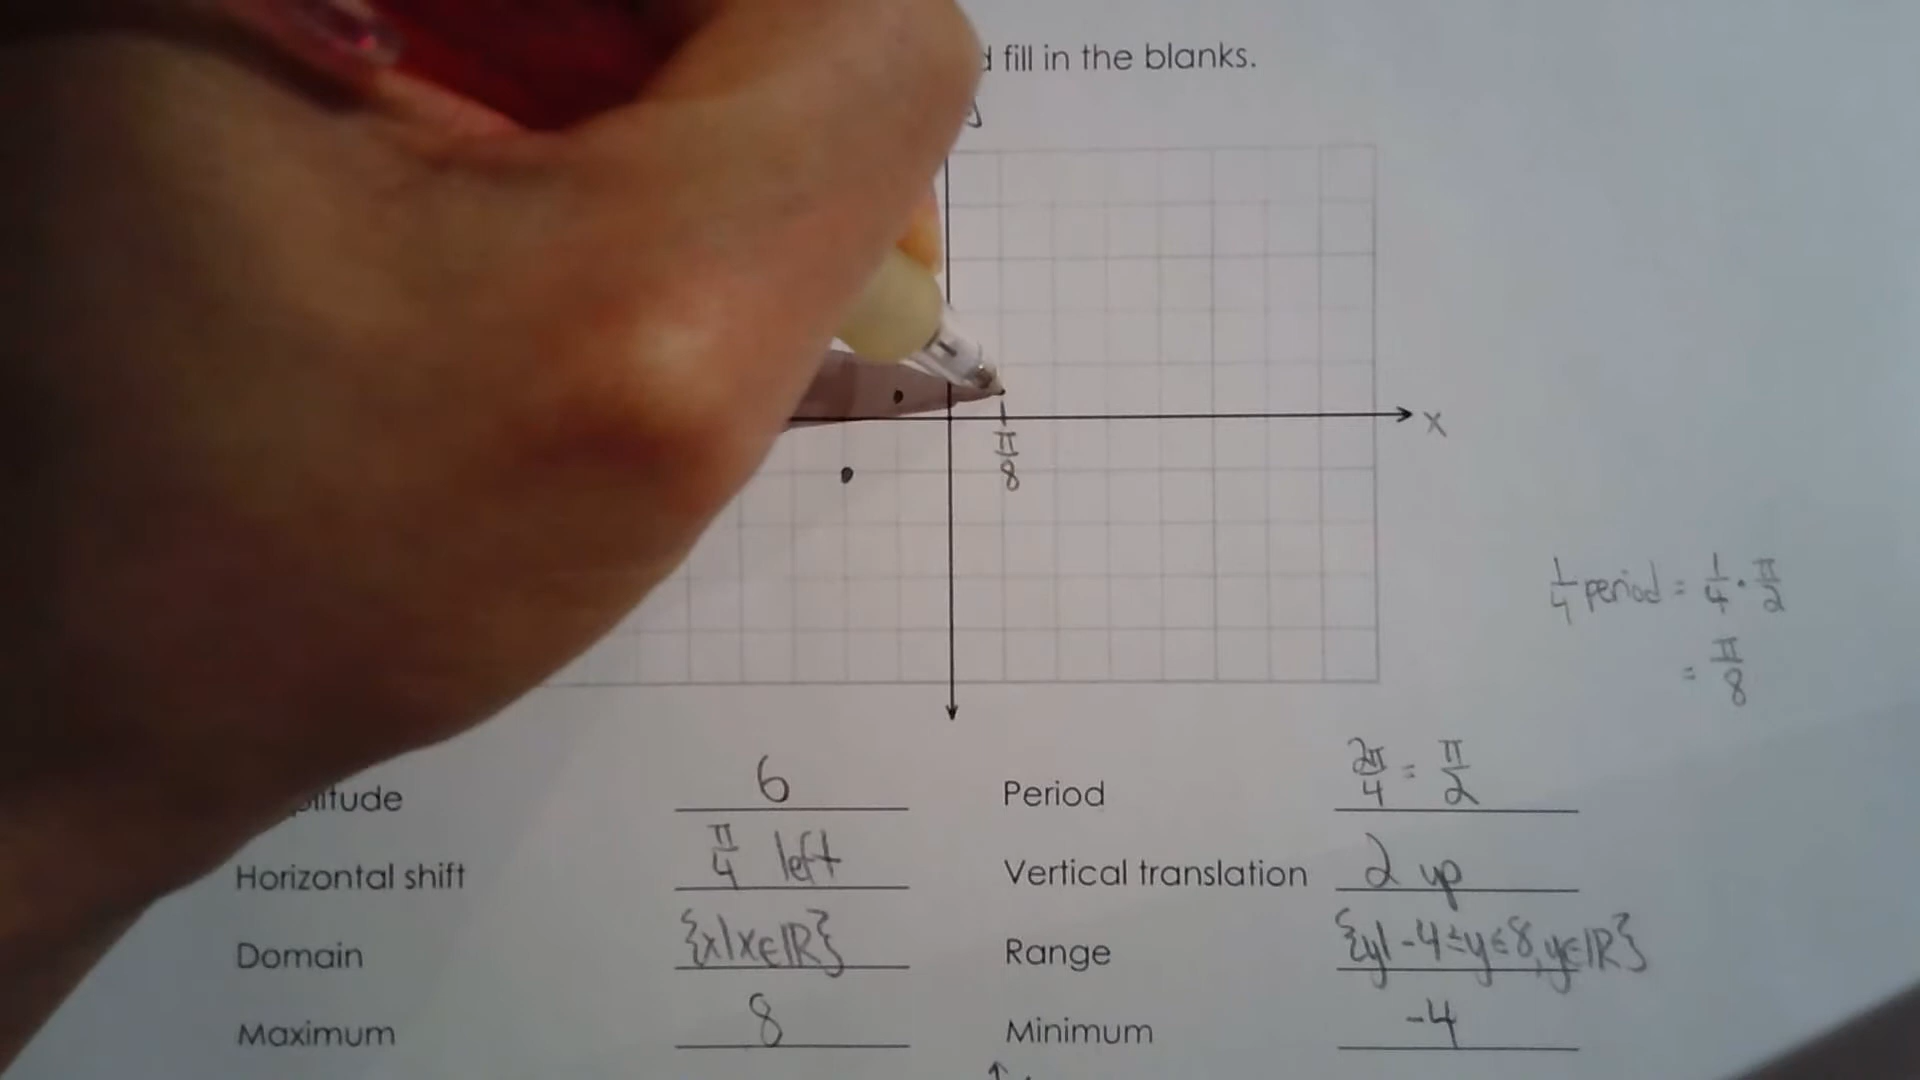 fill in the blanks.
y
x
π/8
1/4 period = 1/4 · π/2
= π/8
6 Period 2π/4 = π/2
Horizontal shift π/4 left Vertical translation 2 up
Domain {x|x∈ℝ} Range {y|-4≤y≤8, y∈ℝ}
Maximum 8 Minimum -4